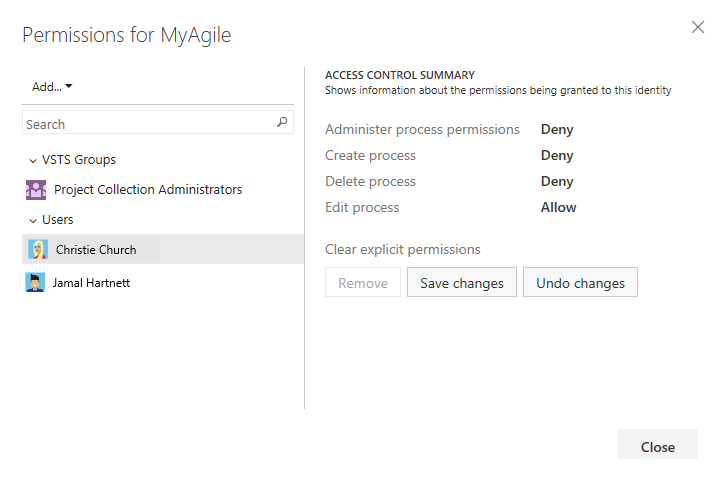 Permissions for MyAgile
Add...
Search
VSTS Groups
Project Collection Administrators
Users
Christie Church
Jamal Hartnett
ACCESS CONTROL SUMMARY
Shows information about the permissions being granted to this identity
Administer process permissions Deny
Create process Deny
Delete process Deny
Edit process Allow
Clear explicit permissions
Remove Save changes Undo changes
Close